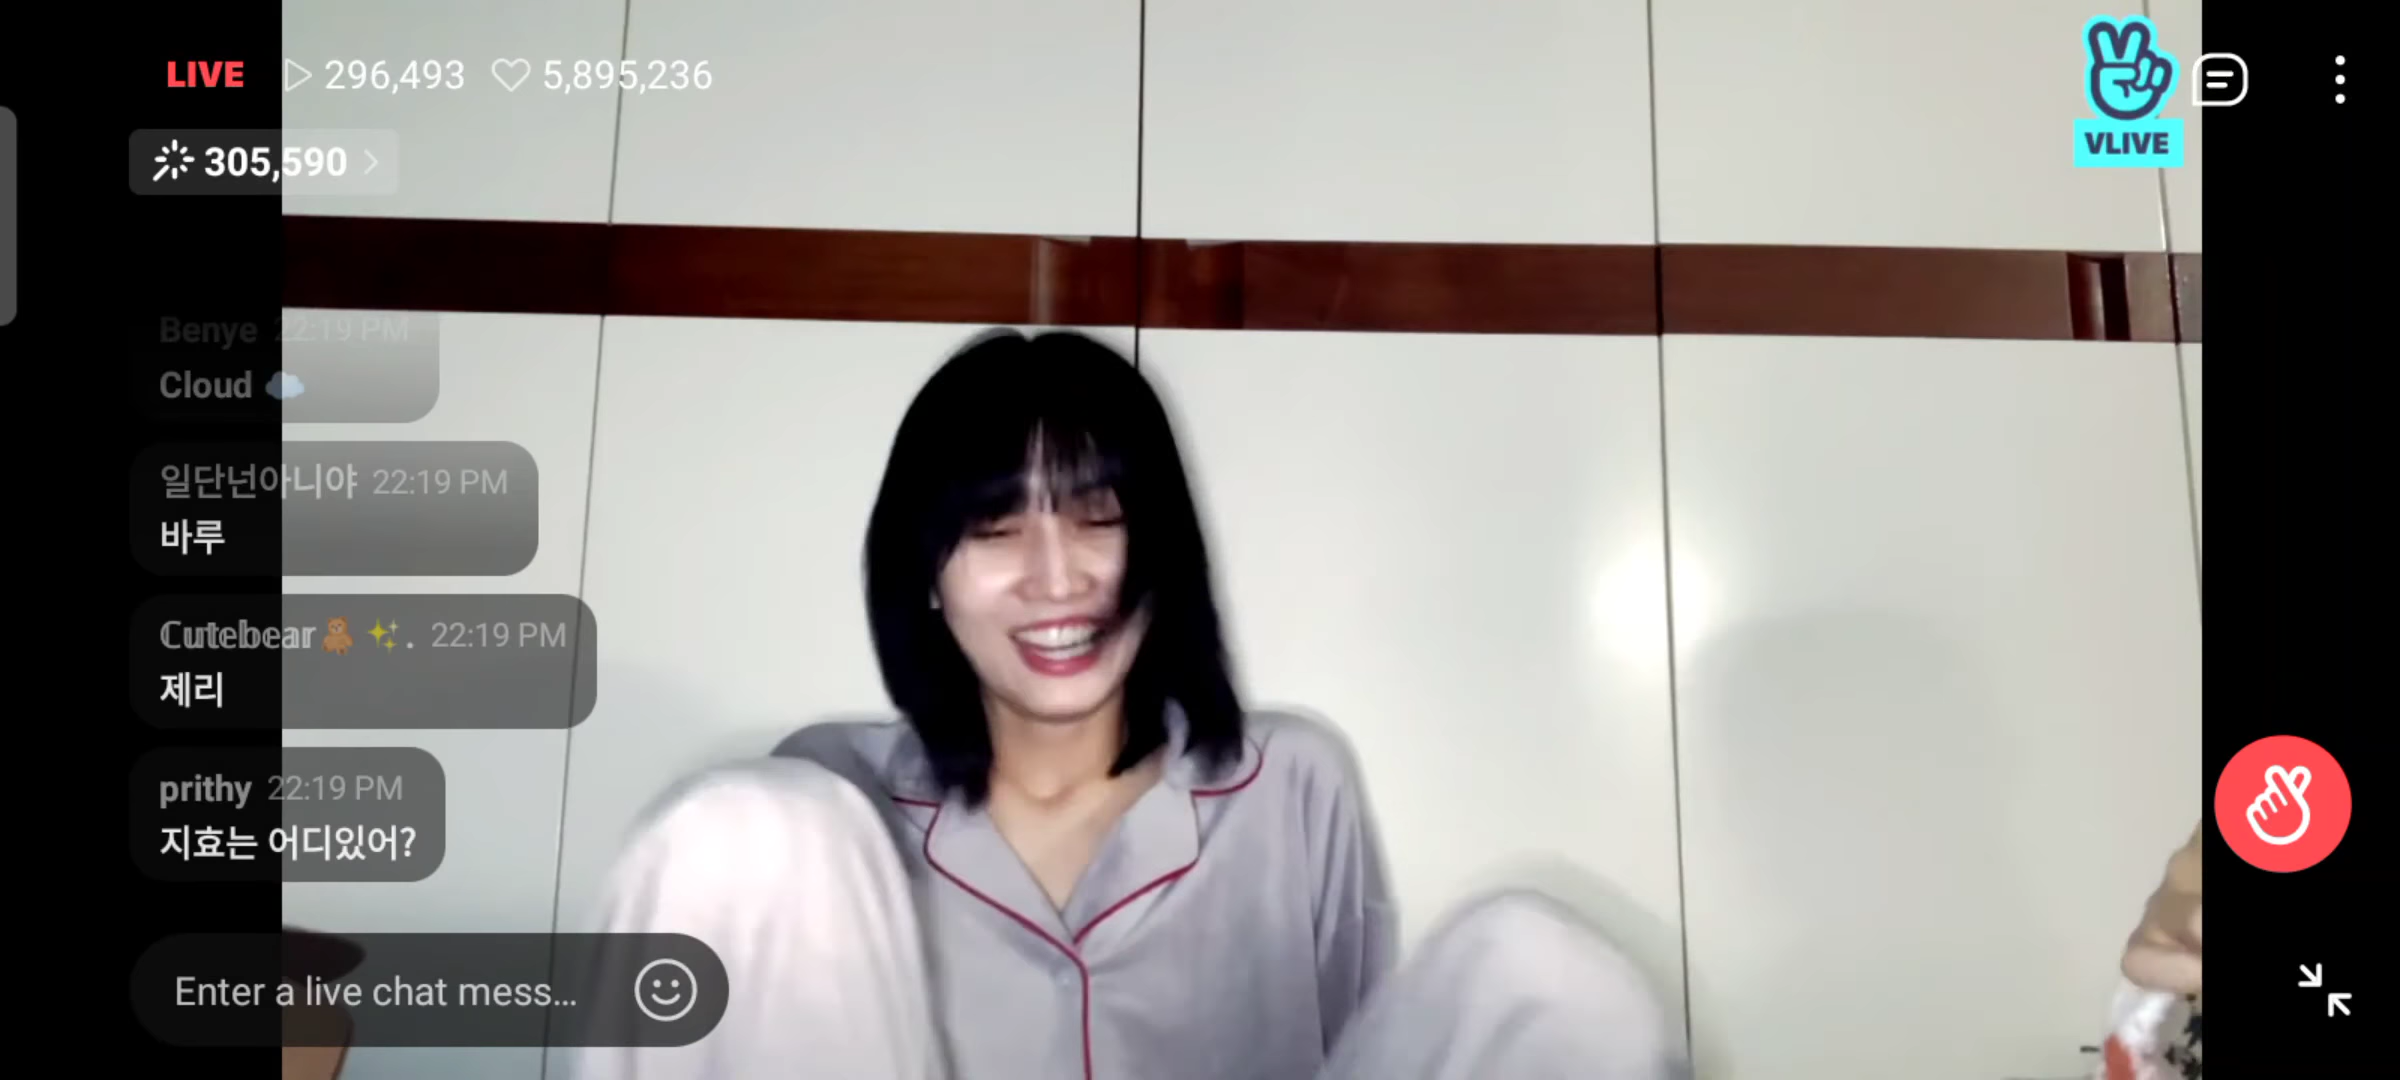 LIVE 296,493 5,895,236
305,590
VLIVE
Benye 22:19 PM
Cloud ☁️
일단넌아니야 22:19 PM
바루
ℂ𝕦𝕥𝕖𝕓𝕖𝕒𝕣🧸✨. 22:19 PM
제리
prithy 22:19 PM
지효는 어디있어?
Enter a live chat mess...